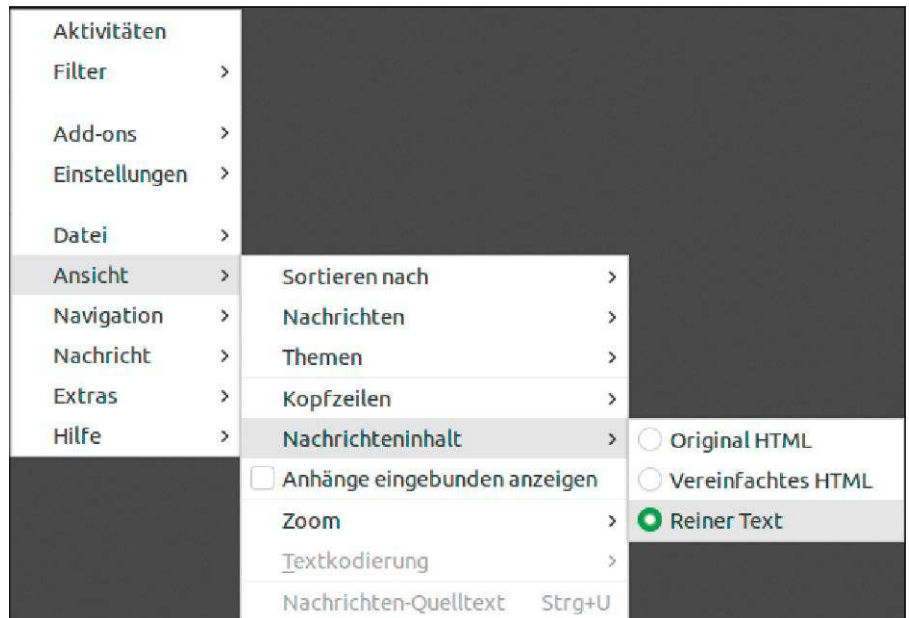 Aktivitäten
Filter
Add-ons
Einstellungen
Datei
Ansicht
Navigation
Nachricht
Extras
Hilfe
Sortieren nach
Nachrichten
Themen
Kopfzeilen
Nachrichteninhalt
Anhänge eingebunden anzeigen
Zoom
Textkodierung
Nachrichten-Quelltext Strg+U
Original HTML
Vereinfachtes HTML
Reiner Text